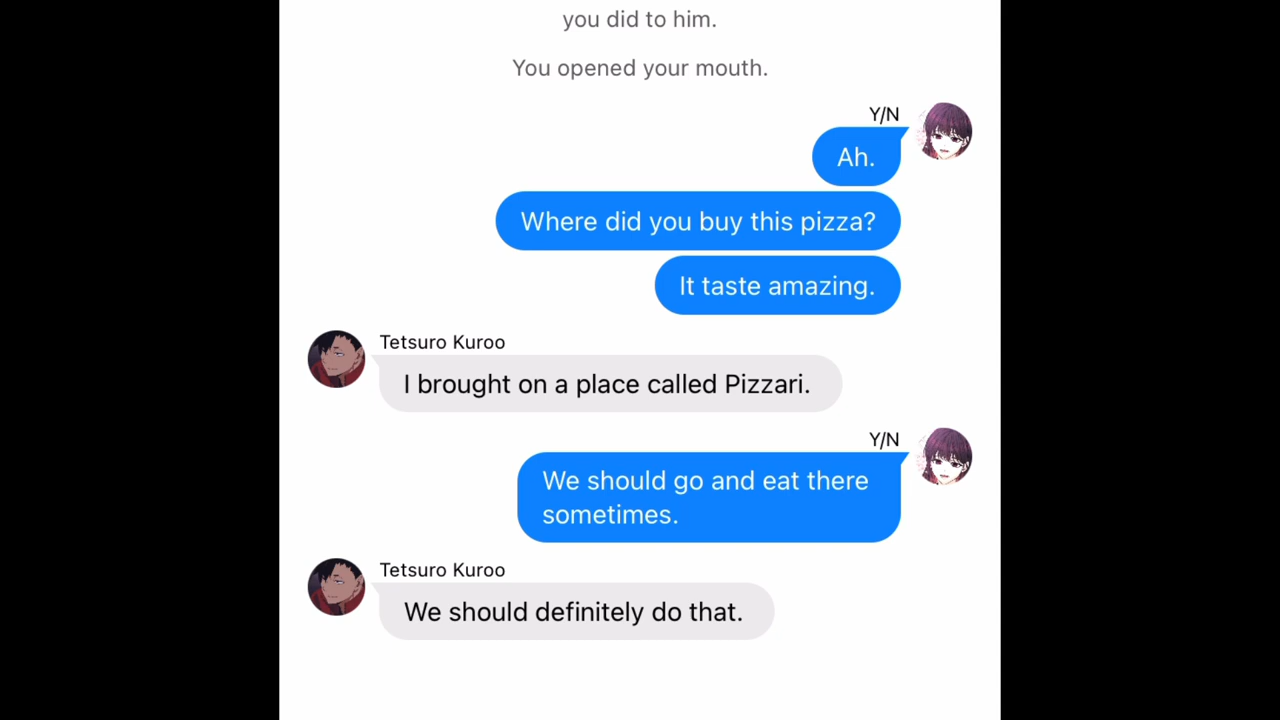 you did to him.
You opened your mouth.
Y/N
Ah.
Where did you buy this pizza?
It taste amazing.
Tetsuro Kuroo
I brought on a place called Pizzari.
Y/N
We should go and eat there
sometimes.
Tetsuro Kuroo
We should definitely do that.